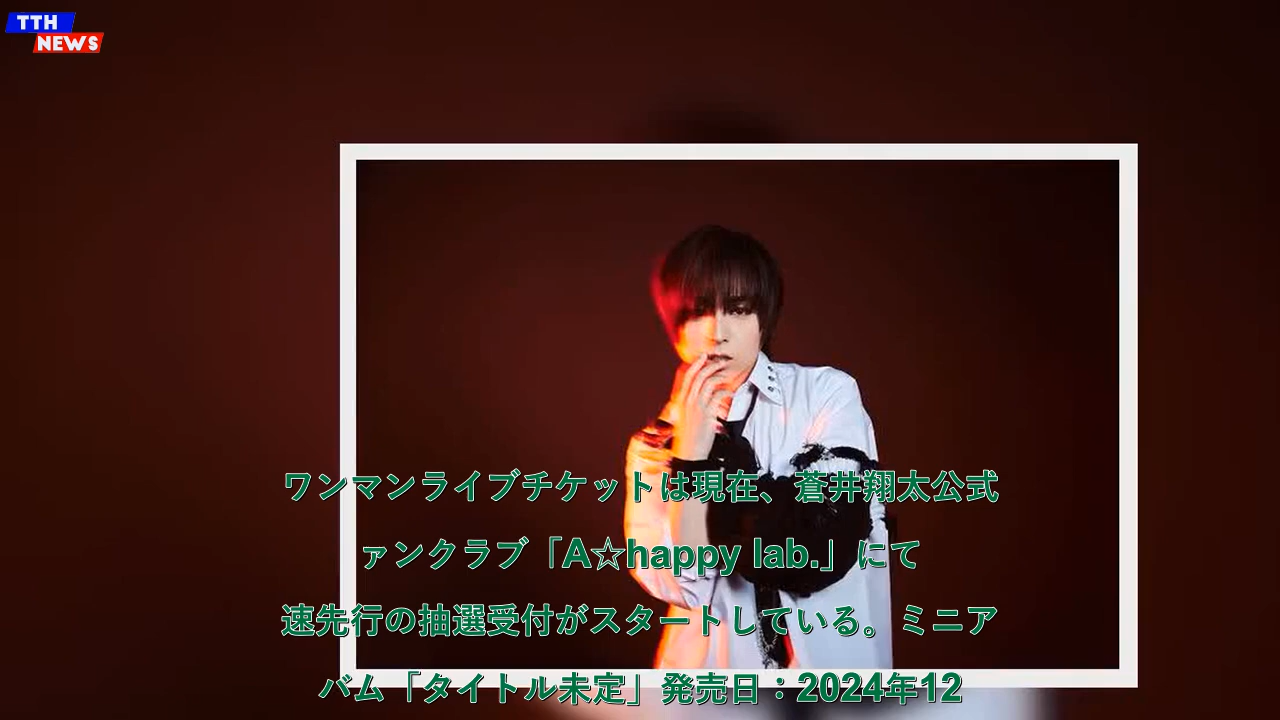 TTH
NEWS
ワンマンライブチケットは現在、蒼井翔太公式
ァンクラブ「A☆happy lab.」にて
速先行の抽選受付がスタートしている。ミニア
バム「タイトル未定」発売日：2024年12